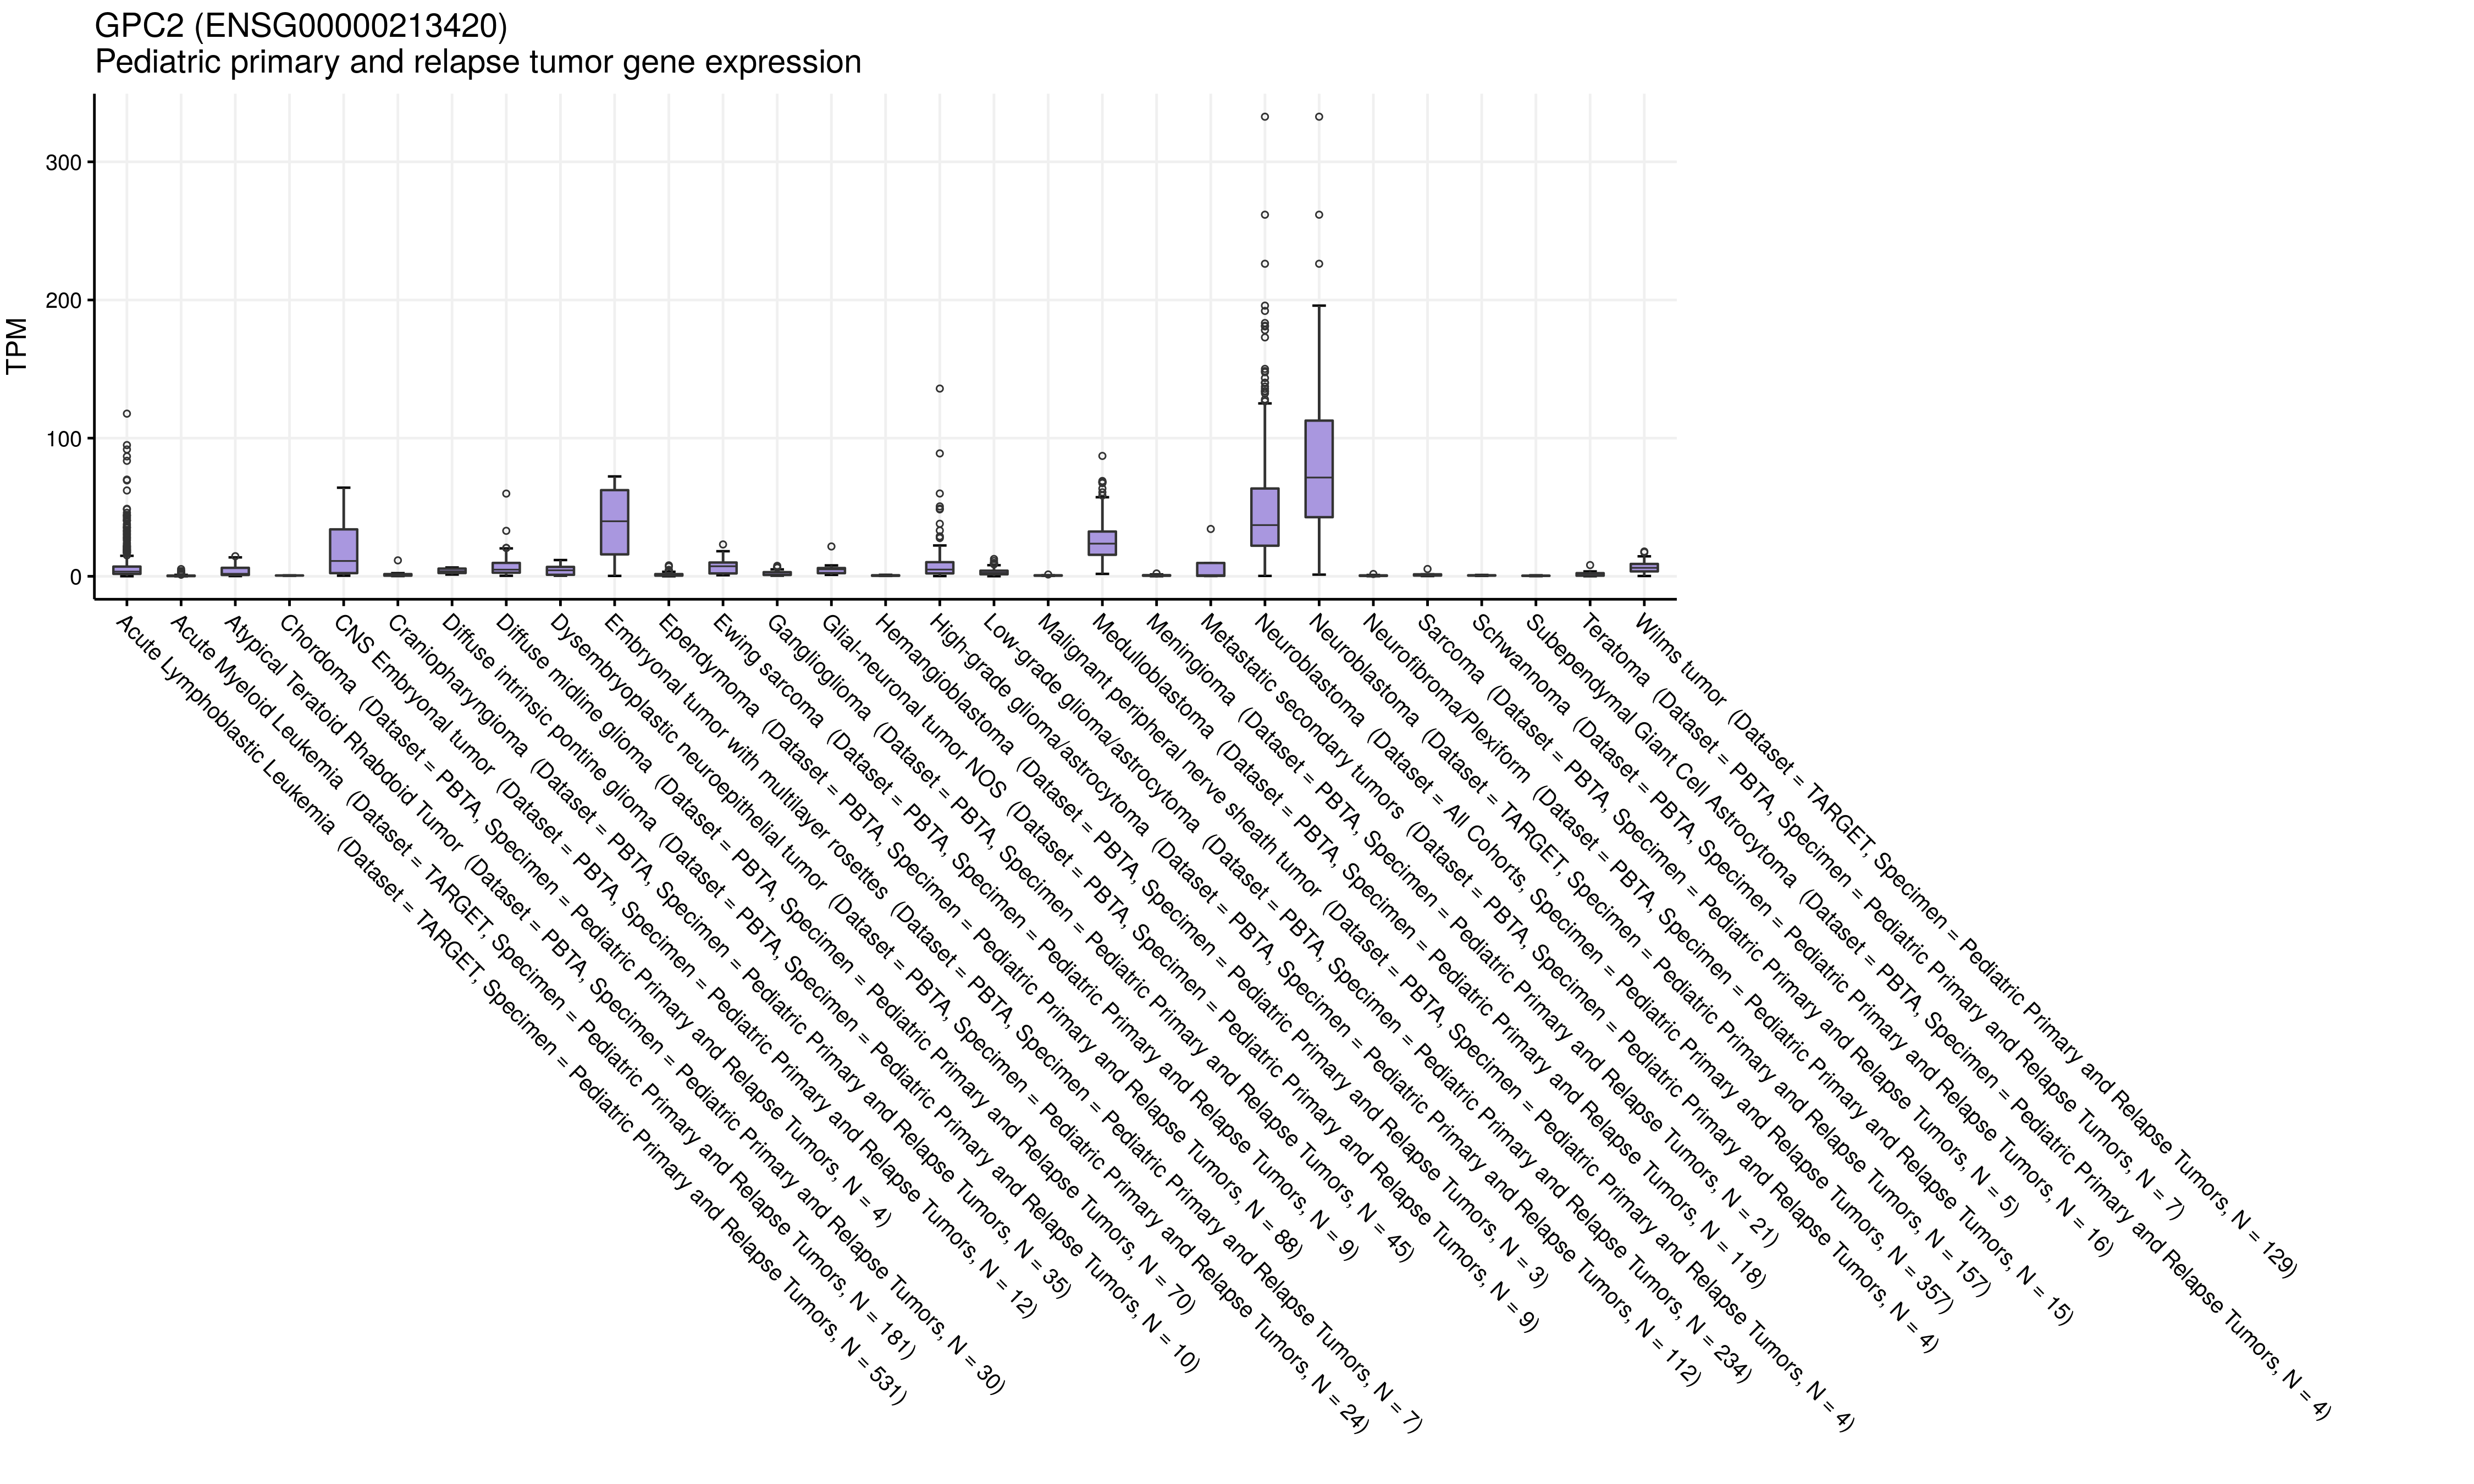 GPC2 (ENSG00000213420)
Pediatric primary and relapse tumor gene expression
TPM
300
200
100
0
Acute Lymphoblastic Leukemia (Dataset = TARGET, Specimen = Pediatric Primary and Relapse Tumors, N = 531)
Acute Myeloid Leukemia (Dataset = TARGET, Specimen = Pediatric Primary and Relapse Tumors, N = 181)
Atypical Teratoid Rhabdoid Tumor (Dataset = PBTA, Specimen = Pediatric Primary and Relapse Tumors, N = 30)
Chordoma (Dataset = PBTA, Specimen = Pediatric Primary and Relapse Tumors, N = 4)
CNS Embryonal tumor (Dataset = PBTA, Specimen = Pediatric Primary and Relapse Tumors, N = 12)
Craniopharyngioma (Dataset = PBTA, Specimen = Pediatric Primary and Relapse Tumors, N = 35)
Diffuse intrinsic pontine glioma (Dataset = PBTA, Specimen = Pediatric Primary and Relapse Tumors, N = 10)
Diffuse midline glioma (Dataset = PBTA, Specimen = Pediatric Primary and Relapse Tumors, N = 70)
Dysembryoplastic neuroepithelial tumor (Dataset = PBTA, Specimen = Pediatric Primary and Relapse Tumors, N = 24)
Embryonal tumor with multilayer rosettes (Dataset = PBTA, Specimen = Pediatric Primary and Relapse Tumors, N = 7)
Ependymoma (Dataset = PBTA, Specimen = Pediatric Primary and Relapse Tumors, N = 88)
Ewing sarcoma (Dataset = PBTA, Specimen = Pediatric Primary and Relapse Tumors, N = 9)
Ganglioglioma (Dataset = PBTA, Specimen = Pediatric Primary and Relapse Tumors, N = 45)
Glial-neuronal tumor NOS (Dataset = PBTA, Specimen = Pediatric Primary and Relapse Tumors, N = 9)
Hemangioblastoma (Dataset = PBTA, Specimen = Pediatric Primary and Relapse Tumors, N = 3)
High-grade glioma/astrocytoma (Dataset = PBTA, Specimen = Pediatric Primary and Relapse Tumors, N = 112)
Low-grade glioma/astrocytoma (Dataset = PBTA, Specimen = Pediatric Primary and Relapse Tumors, N = 234)
Malignant peripheral nerve sheath tumor (Dataset = PBTA, Specimen = Pediatric Primary and Relapse Tumors, N = 4)
Medulloblastoma (Dataset = PBTA, Specimen = Pediatric Primary and Relapse Tumors, N = 118)
Meningioma (Dataset = PBTA, Specimen = Pediatric Primary and Relapse Tumors, N = 21)
Metastatic secondary tumors (Dataset = PBTA, Specimen = Pediatric Primary and Relapse Tumors, N = 4)
Neuroblastoma (Dataset = All Cohorts, Specimen = Pediatric Primary and Relapse Tumors, N = 357)
Neuroblastoma (Dataset = TARGET, Specimen = Pediatric Primary and Relapse Tumors, N = 157)
Neurofibroma/Plexiform (Dataset = PBTA, Specimen = Pediatric Primary and Relapse Tumors, N = 15)
Sarcoma (Dataset = PBTA, Specimen = Pediatric Primary and Relapse Tumors, N = 5)
Schwannoma (Dataset = PBTA, Specimen = Pediatric Primary and Relapse Tumors, N = 16)
Subependymal Giant Cell Astrocytoma (Dataset = PBTA, Specimen = Pediatric Primary and Relapse Tumors, N = 4)
Teratoma (Dataset = PBTA, Specimen = Pediatric Primary and Relapse Tumors, N = 7)
Wilms tumor (Dataset = TARGET, Specimen = Pediatric Primary and Relapse Tumors, N = 129)